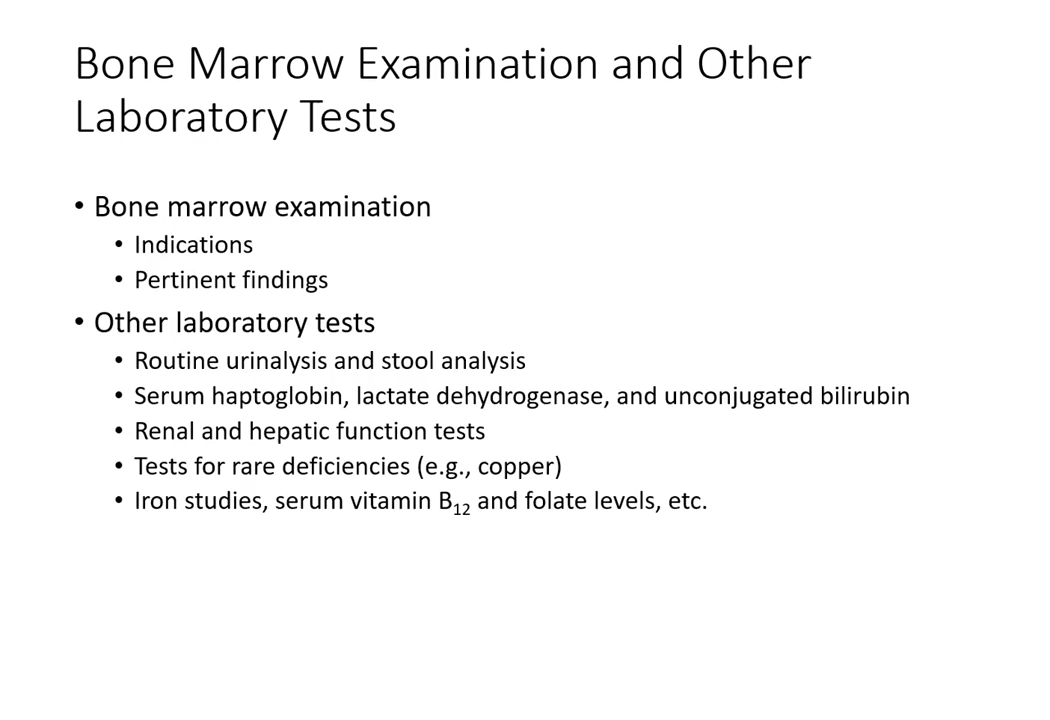 Bone Marrow Examination and Other
Laboratory Tests
• Bone marrow examination
• Indications
• Pertinent findings
• Other laboratory tests
• Routine urinalysis and stool analysis
• Serum haptoglobin, lactate dehydrogenase, and unconjugated bilirubin
• Renal and hepatic function tests
• Tests for rare deficiencies (e.g., copper)
• Iron studies, serum vitamin B₁₂ and folate levels, etc.